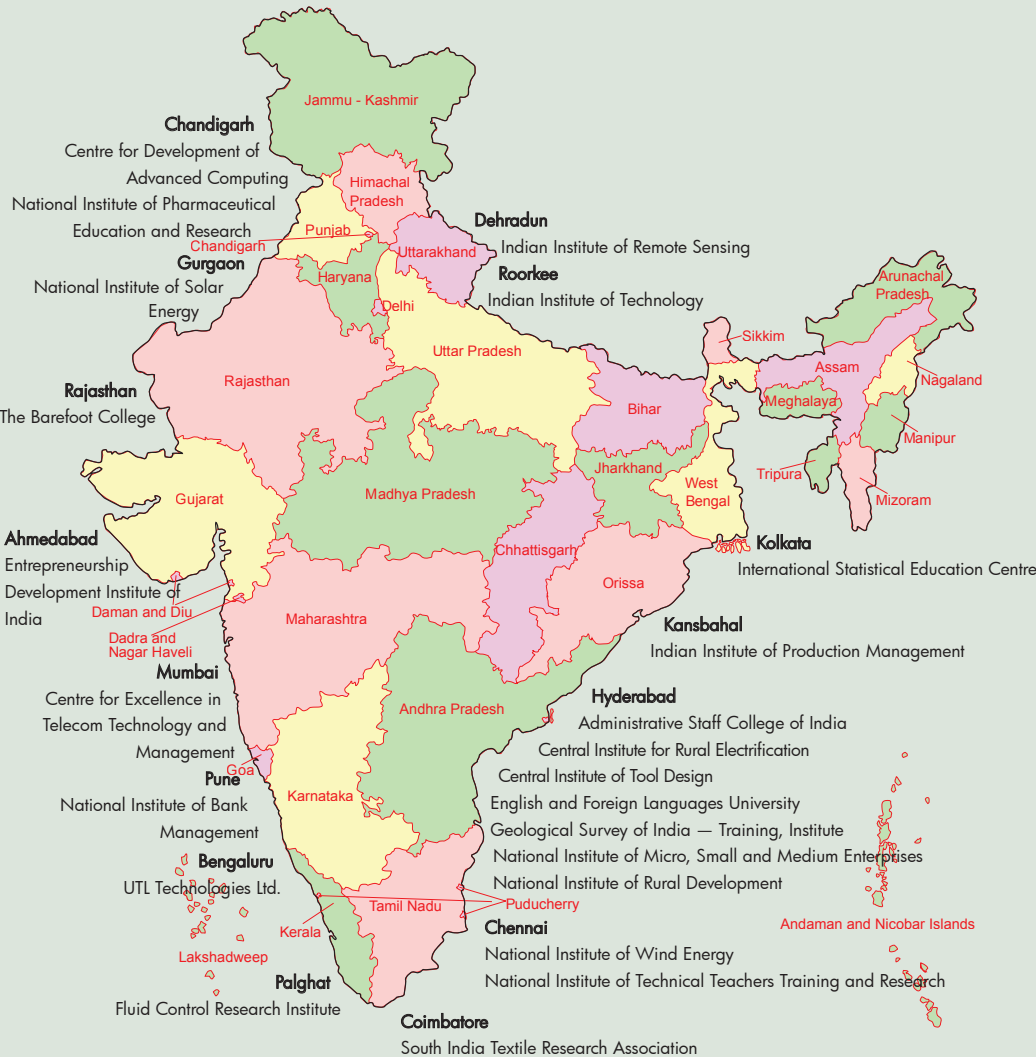 Jammu - Kashmir
Chandigarh
Centre for Development of
Advanced Computing
National Institute of Pharmaceutical
Education and Research
Himachal
Pradesh
Punjab
Chandigarh
Dehradun
Indian Institute of Remote Sensing
Uttarakhand
Roorkee
Indian Institute of Technology
Gurgaon
National Institute of Solar
Energy
Haryana
Delhi
Arunachal
Pradesh
Sikkim
Uttar Pradesh
Rajasthan
Assam
Nagaland
Rajasthan
The Barefoot College
Bihar
Meghalaya
Manipur
Jharkhand
Tripura
West
Bengal
Mizoram
Gujarat
Madhya Pradesh
Ahmedabad
Entrepreneurship
Development Institute of
India
Chhattisgarh
Kolkata
International Statistical Education Centre
Orissa
Daman and Diu
Dadra and
Nagar Haveli
Maharashtra
Kansbahal
Indian Institute of Production Management
Mumbai
Centre for Excellence in
Telecom Technology and
Management
Goa
Andhra Pradesh
Hyderabad
Administrative Staff College of India
Central Institute for Rural Electrification
Central Institute of Tool Design
English and Foreign Languages University
Geological Survey of India — Training, Institute
National Institute of Micro, Small and Medium Enterprises
National Institute of Rural Development
Pune
National Institute of Bank
Management
Karnataka
Bengaluru
UTL Technologies Ltd.
Puducherry
Tamil Nadu
Kerala
Lakshadweep
Andaman and Nicobar Islands
Chennai
National Institute of Wind Energy
National Institute of Technical Teachers Training and Research
Palghat
Fluid Control Research Institute
Coimbatore
South India Textile Research Association